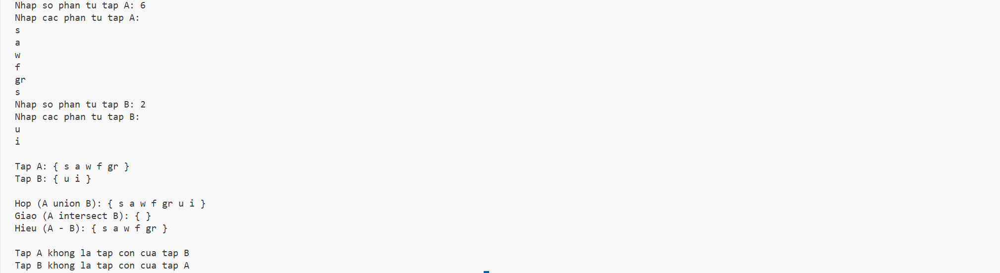 Nhap so phan tu tap A: 6
Nhap cac phan tu tap A:
s
a
w
f
gr
s
Nhap so phan tu tap B: 2
Nhap cac phan tu tap B:
u
i
Tap A: { s a w f gr }
Tap B: { u i }
Hop (A union B): { s a w f gr u i }
Giao (A intersect B): { }
Hieu (A - B): { s a w f gr }
Tap A khong la tap con cua tap B
Tap B khong la tap con cua tap A